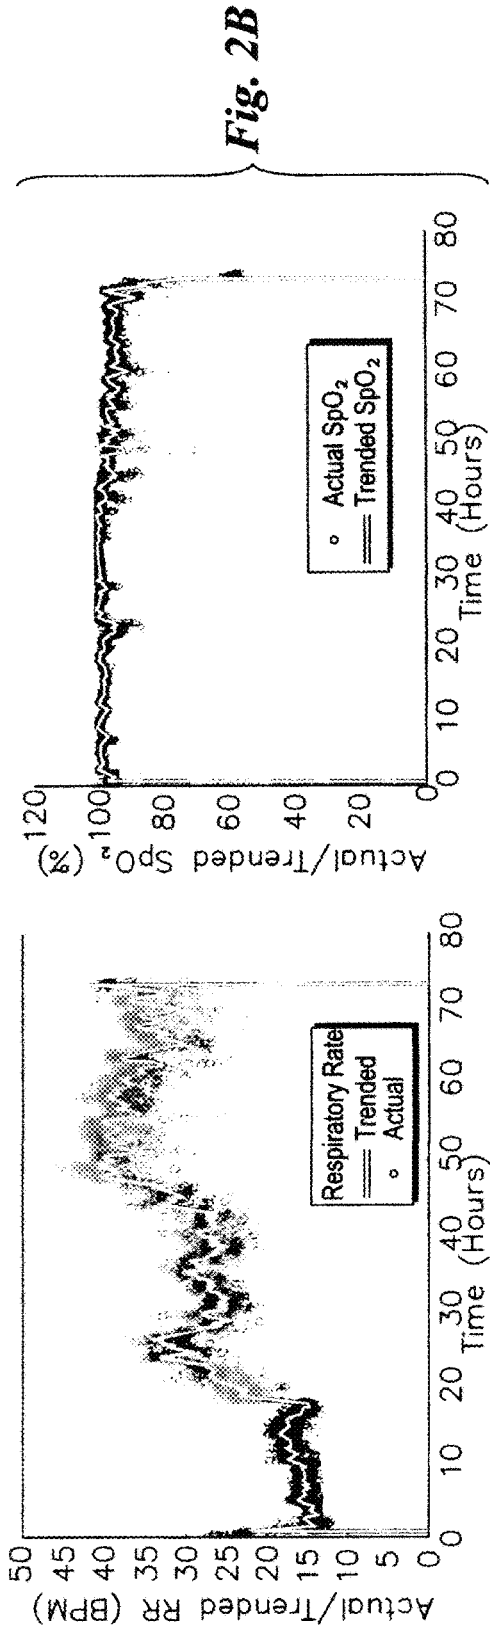 Fig. 2B
Actual/Trended RR (BPM)
50
45
40
35
30
25
20
15
10
5
0
0 10 20 30 40 50 60 70 80
Time (Hours)
Respiratory Rate
Trended
Actual
Actual/Trended SpO₂ (%)
120
100
80
60
40
20
0
0 10 20 30 40 50 60 70 80
Time (Hours)
Actual SpO₂
Trended SpO₂